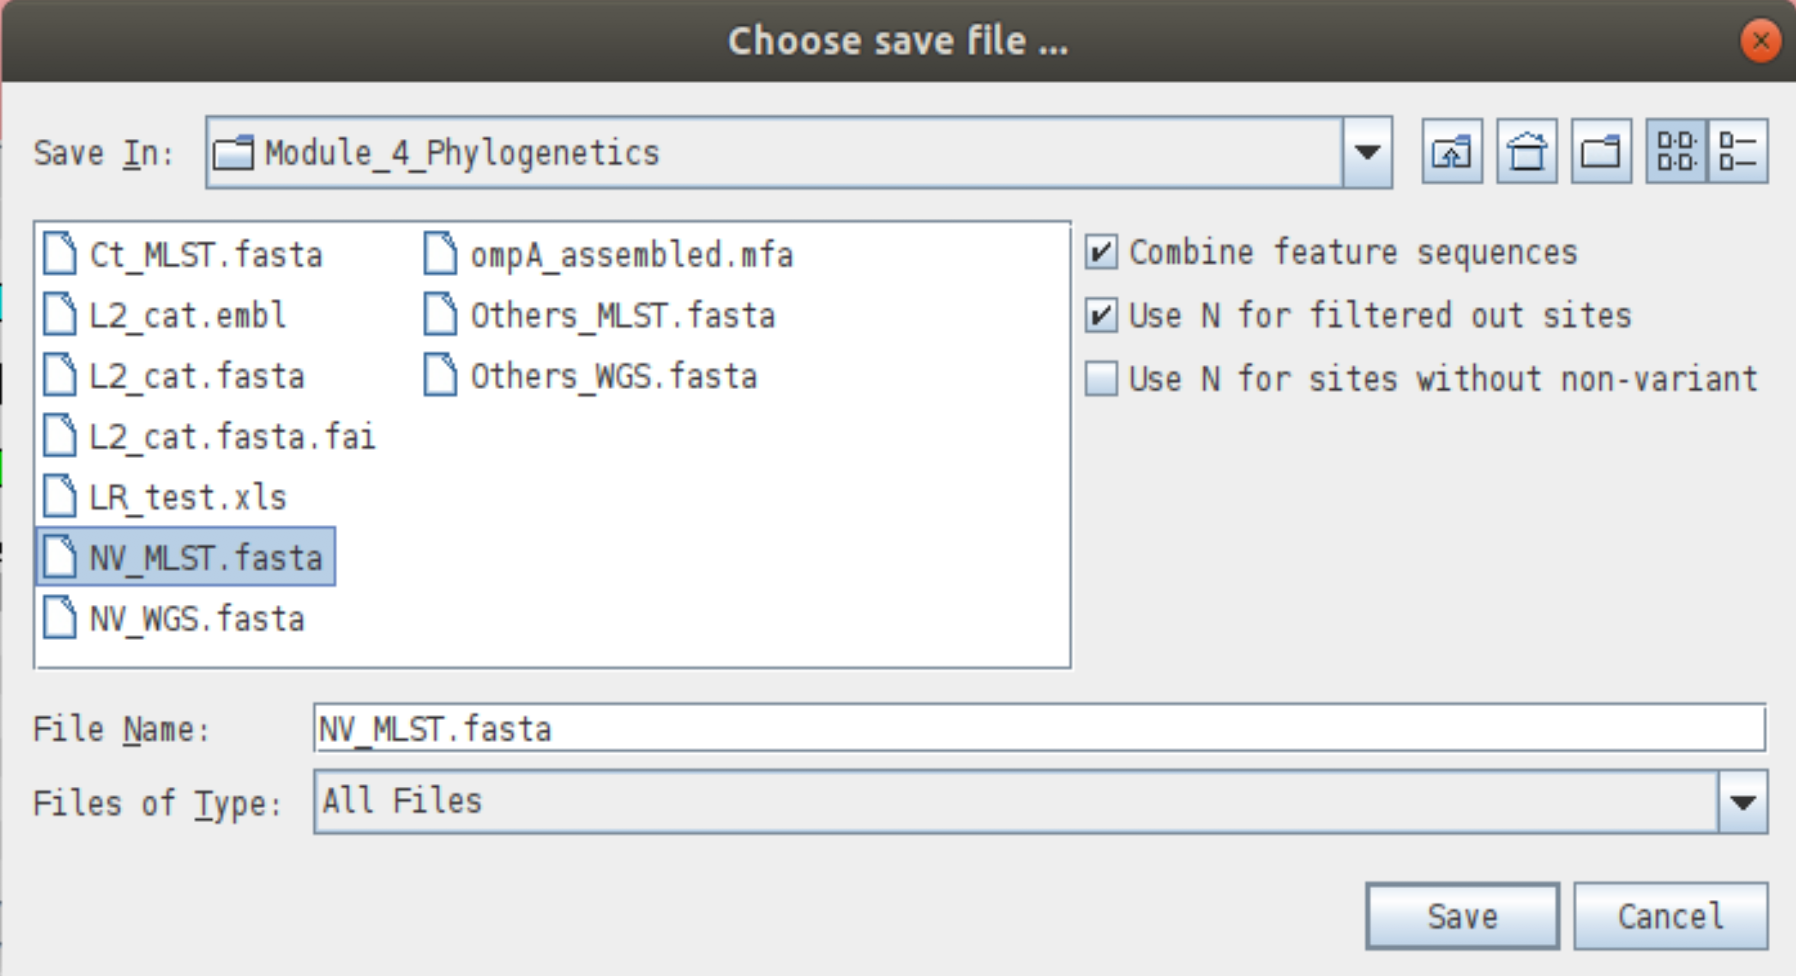 Choose save file ...
Save In: Module_4_Phylogenetics
Ct_MLST.fasta
L2_cat.embl
L2_cat.fasta
L2_cat.fasta.fai
LR_test.xls
NV_MLST.fasta
NV_WGS.fasta
ompA_assembled.mfa
Others_MLST.fasta
Others_WGS.fasta
Combine feature sequences
Use N for filtered out sites
Use N for sites without non-variant
File Name: NV_MLST.fasta
Files of Type: All Files
Save Cancel